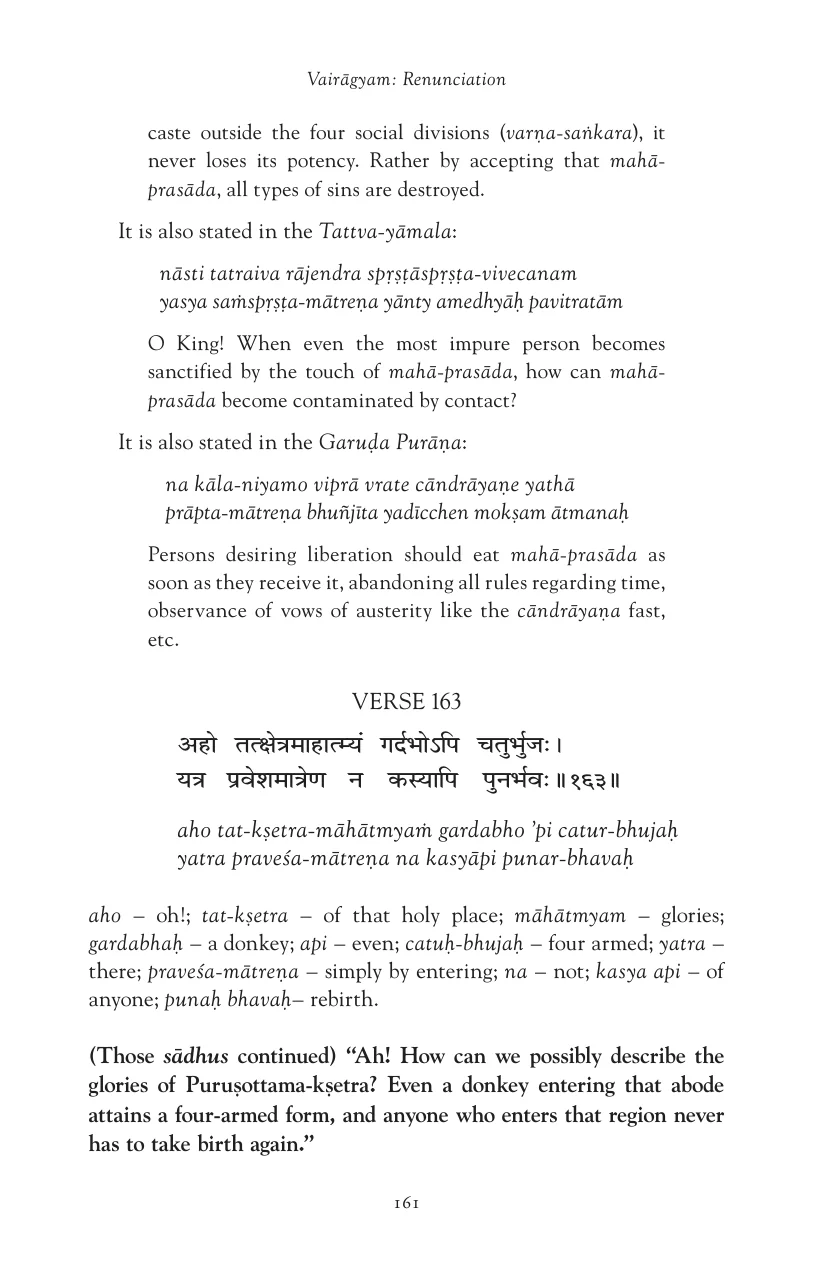 Vairāgyam: Renunciation
caste outside the four social divisions (varṇa-saṅkara), it
never loses its potency. Rather by accepting that mahā-
prasāda, all types of sins are destroyed.
It is also stated in the Tattva-yāmala:
nāsti tatraiva rājendra spṛṣṭāspṛṣṭa-vivecanam
yasya saṁspṛṣṭa-mātreṇa yānty amedhyāḥ pavitratām
O King! When even the most impure person becomes
sanctified by the touch of mahā-prasāda, how can mahā-
prasāda become contaminated by contact?
It is also stated in the Garuḍa Purāṇa:
na kāla-niyamo viprā vrate cāndrāyaṇe yathā
prāpta-mātreṇa bhuñjīta yadīcchen mokṣam ātmanaḥ
Persons desiring liberation should eat mahā-prasāda as
soon as they receive it, abandoning all rules regarding time,
observance of vows of austerity like the cāndrāyaṇa fast,
etc.
VERSE 163
अहो तत्क्षेत्रमाहात्म्यं गर्दभोऽपि चतुर्भुजः ।
यत्र प्रवेशमात्रेण न कस्यापि पुनर्भवः ॥ १६३॥
aho tat-kṣetra-māhātmyaṁ gardabho ’pi catur-bhujaḥ
yatra praveśa-mātreṇa na kasyāpi punar-bhavaḥ
aho – oh!; tat-kṣetra – of that holy place; māhātmyam – glories;
gardabhaḥ – a donkey; api – even; catuḥ-bhujaḥ – four armed; yatra –
there; praveśa-mātreṇa – simply by entering; na – not; kasya api – of
anyone; punaḥ bhavaḥ– rebirth.
(Those sādhus continued) “Ah! How can we possibly describe the
glories of Puruṣottama-kṣetra? Even a donkey entering that abode
attains a four-armed form, and anyone who enters that region never
has to take birth again.”
161